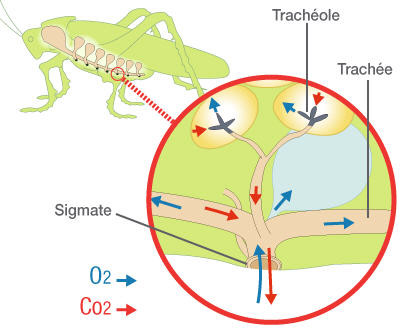 Trachéole
Trachée
Sigmate
O2
Co2